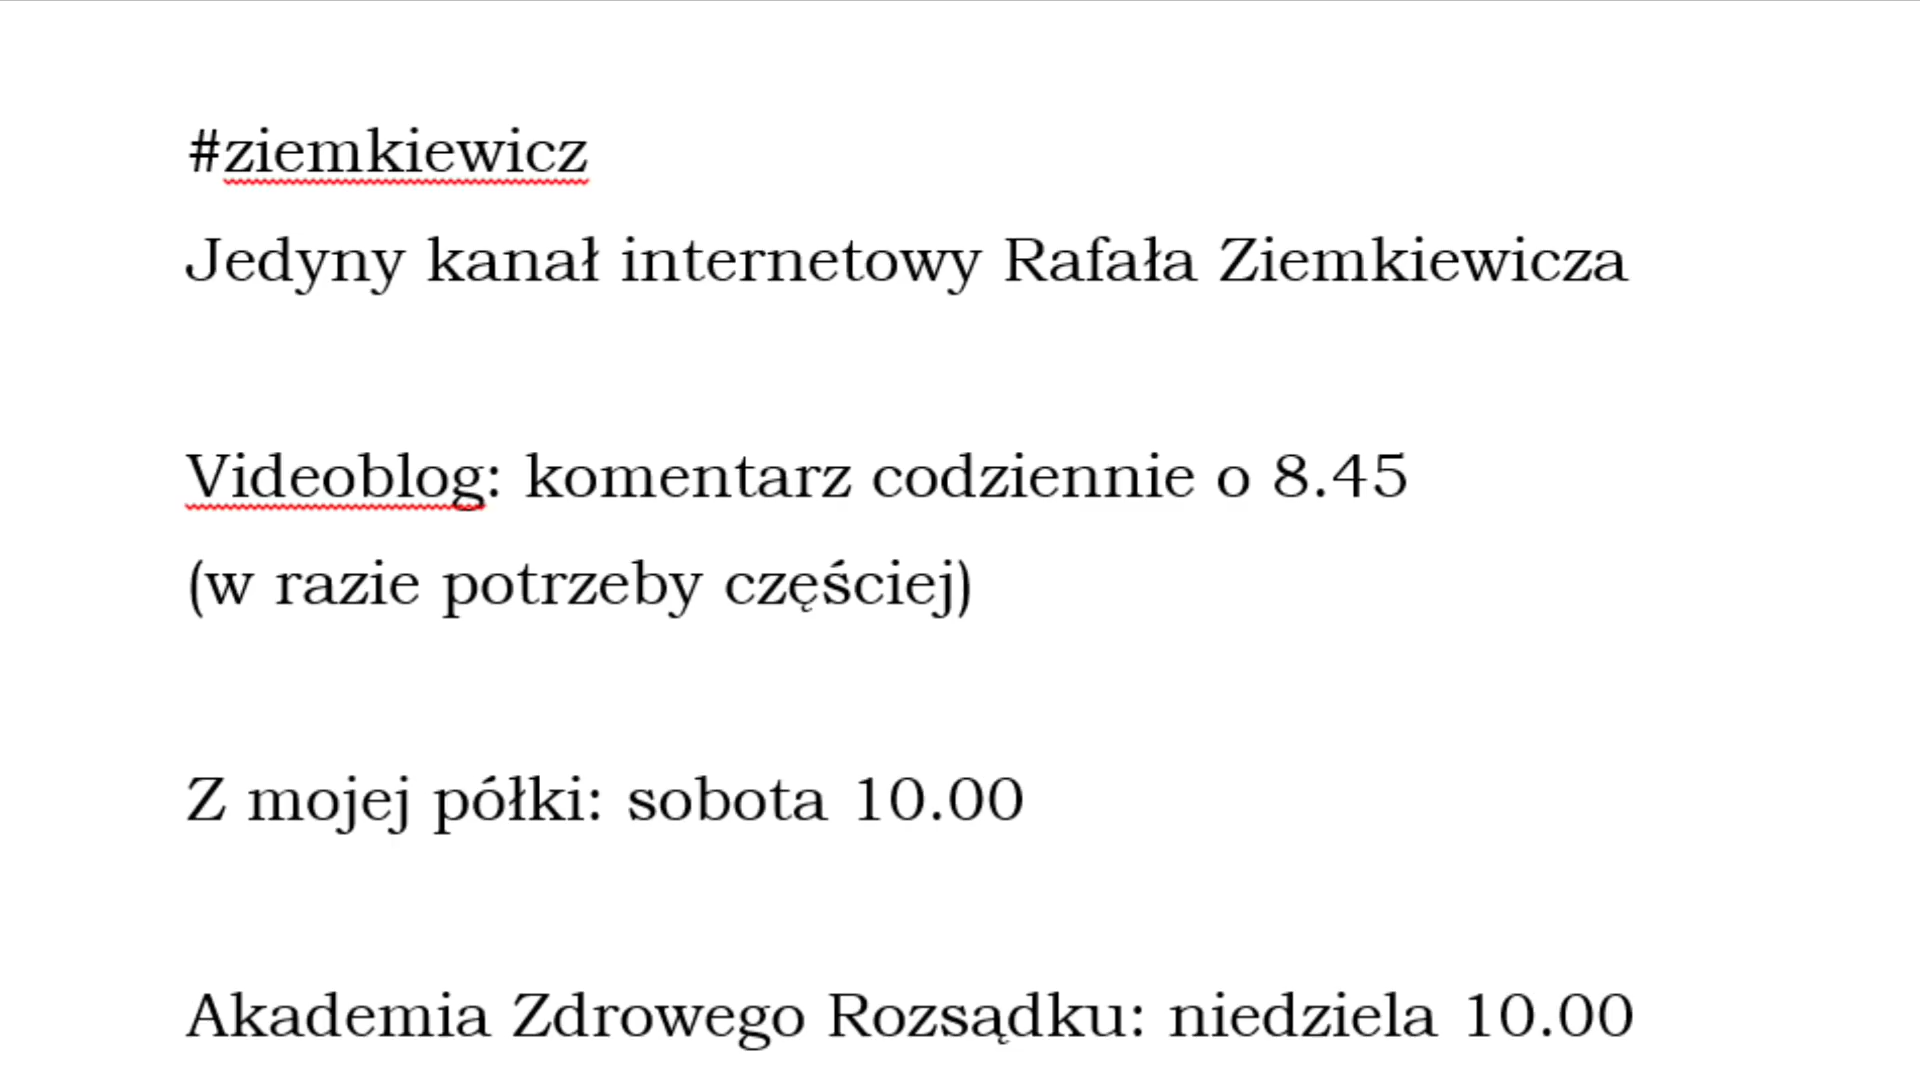 #ziemkiewicz
Jedyny kanał internetowy Rafała Ziemkiewicza
Videoblog: komentarz codziennie o 8.45
(w razie potrzeby częściej)
Z mojej półki: sobota 10.00
Akademia Zdrowego Rozsądku: niedziela 10.00